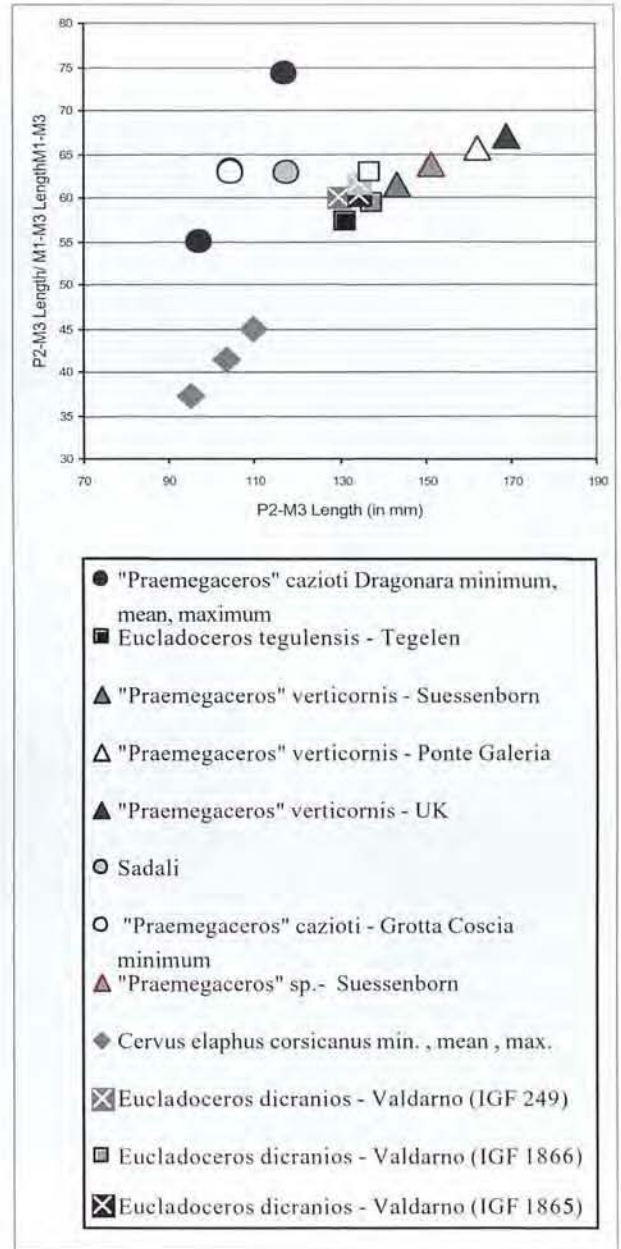 80
75
70
65
60
55
50
45
40
35
30
P2-M3 Length/ M1-M3 LengthM1-M3
70 90 110 130 150 170 190
P2-M3 Length (in mm)
"Praemegaceros" cazioti Dragonara minimum,
mean, maximum
Eucladoceros tegulensis - Tegelen
"Praemegaceros" verticornis - Suessenborn
"Praemegaceros" verticornis - Ponte Galeria
"Praemegaceros" verticornis - UK
Sadali
"Praemegaceros" cazioti - Grotta Coscia
minimum
"Praemegaceros" sp.- Suessenborn
Cervus elaphus corsicanus min. , mean , max.
Eucladoceros dicranios - Valdarno (IGF 249)
Eucladoceros dicranios - Valdarno (IGF 1866)
Eucladoceros dicranios - Valdarno (IGF 1865)